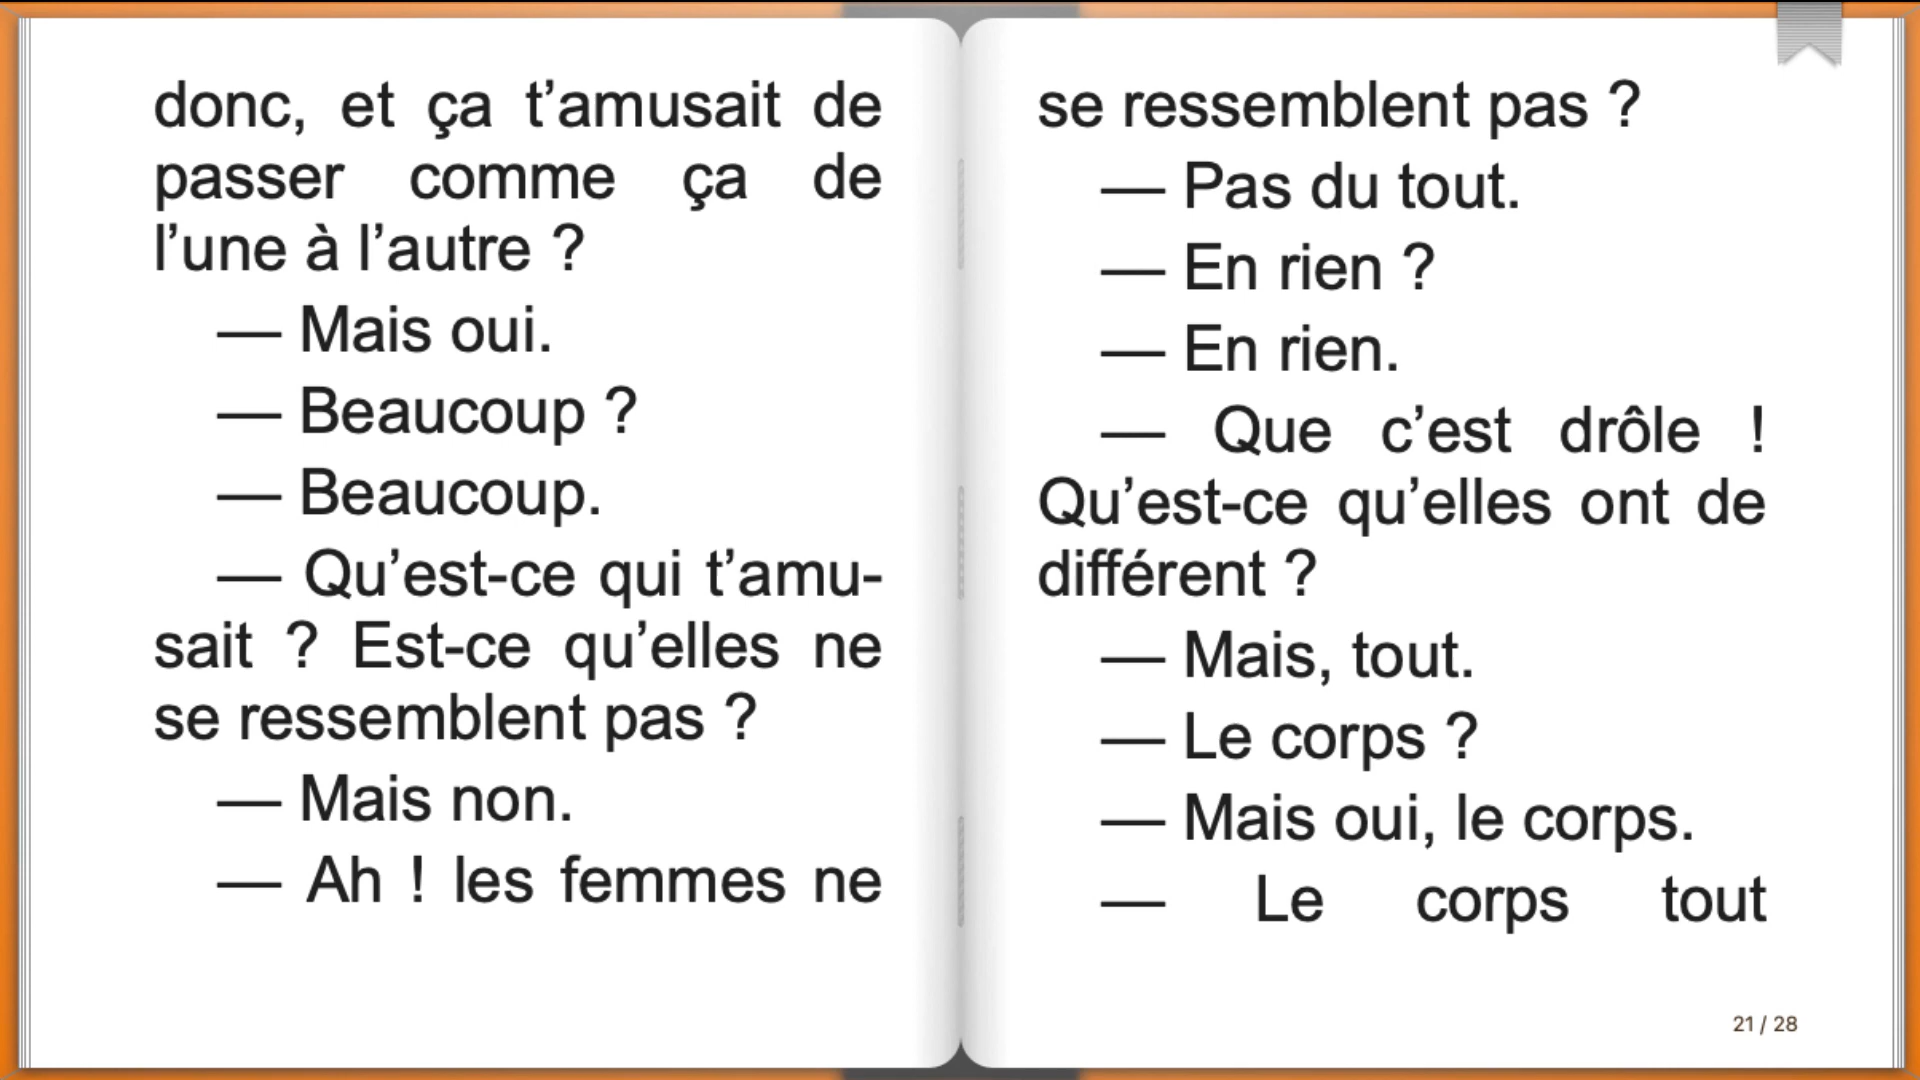 donc, et ça t’amusait de
passer comme ça de
l’une à l’autre ?
— Mais oui.
— Beaucoup ?
— Beaucoup.
— Qu’est-ce qui t’amu-
sait ? Est-ce qu’elles ne
se ressemblent pas ?
— Mais non.
— Ah ! les femmes ne
se ressemblent pas ?
— Pas du tout.
— En rien ?
— En rien.
— Que c’est drôle !
Qu’est-ce qu’elles ont de
différent ?
— Mais, tout.
— Le corps ?
— Mais oui, le corps.
— Le corps tout
21 / 28